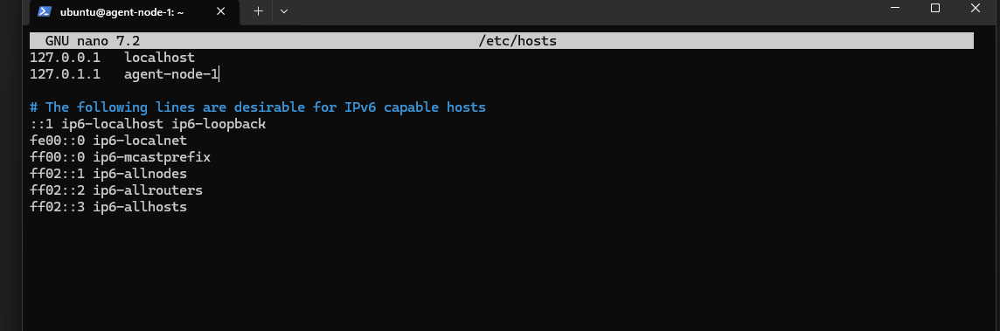 ubuntu@agent-node-1: ~
GNU nano 7.2 /etc/hosts
127.0.0.1 localhost
127.0.1.1 agent-node-1
# The following lines are desirable for IPv6 capable hosts
::1 ip6-localhost ip6-loopback
fe00::0 ip6-localnet
ff00::0 ip6-mcastprefix
ff02::1 ip6-allnodes
ff02::2 ip6-allrouters
ff02::3 ip6-allhosts